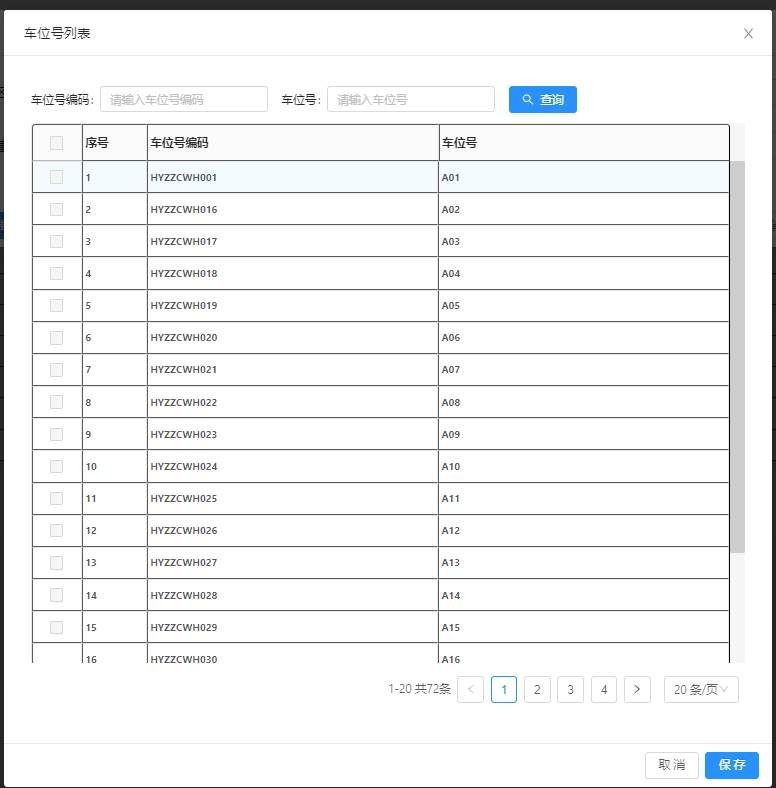 车位号列表
车位号编码: 请输入车位号编码 车位号: 请输入车位号 查询
序号 车位号编码 车位号
1 HYZZCWH001 A01
2 HYZZCWH016 A02
3 HYZZCWH017 A03
4 HYZZCWH018 A04
5 HYZZCWH019 A05
6 HYZZCWH020 A06
7 HYZZCWH021 A07
8 HYZZCWH022 A08
9 HYZZCWH023 A09
10 HYZZCWH024 A10
11 HYZZCWH025 A11
12 HYZZCWH026 A12
13 HYZZCWH027 A13
14 HYZZCWH028 A14
15 HYZZCWH029 A15
16 HYZZCWH030 A16
1-20 共72条 < 1 2 3 4 > 20 条/页
取消 保存